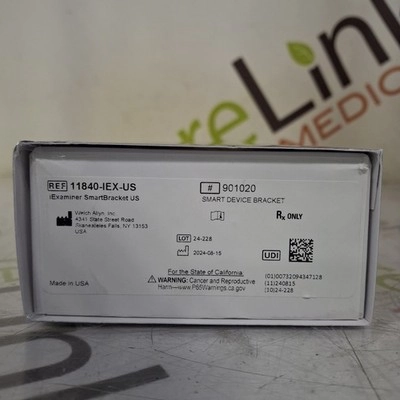 reLink
MEDICAL
REF 11840-IEX-US
iExaminer SmartBracket US
# 901020
SMART DEVICE BRACKET
Welch Allyn, Inc.
4341 State Street Road
Skaneateles Falls, NY 13153
USA
Rx ONLY
LOT 24-228
2024-08-15
UDI
For the State of California
WARNING: Cancer and Reproductive
Harm—www.P65Warnings.ca.gov
Made in USA
(01)00732094347128
(11)240815
(10)24-228